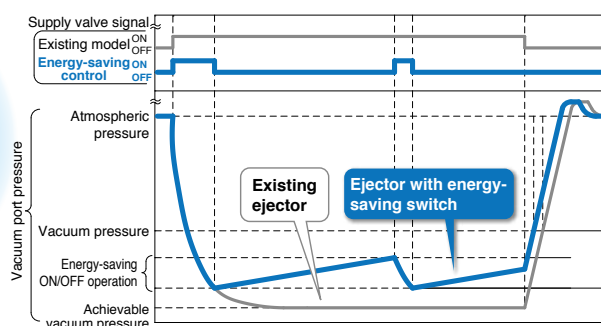 Supply valve signal
Existing model ON
OFF
Energy-saving ON
control OFF
Atmospheric
pressure
Vacuum port pressure
Existing
ejector
Ejector with energy-
saving switch
Vacuum pressure
Energy-saving
ON/OFF operation
Achievable
vacuum pressure